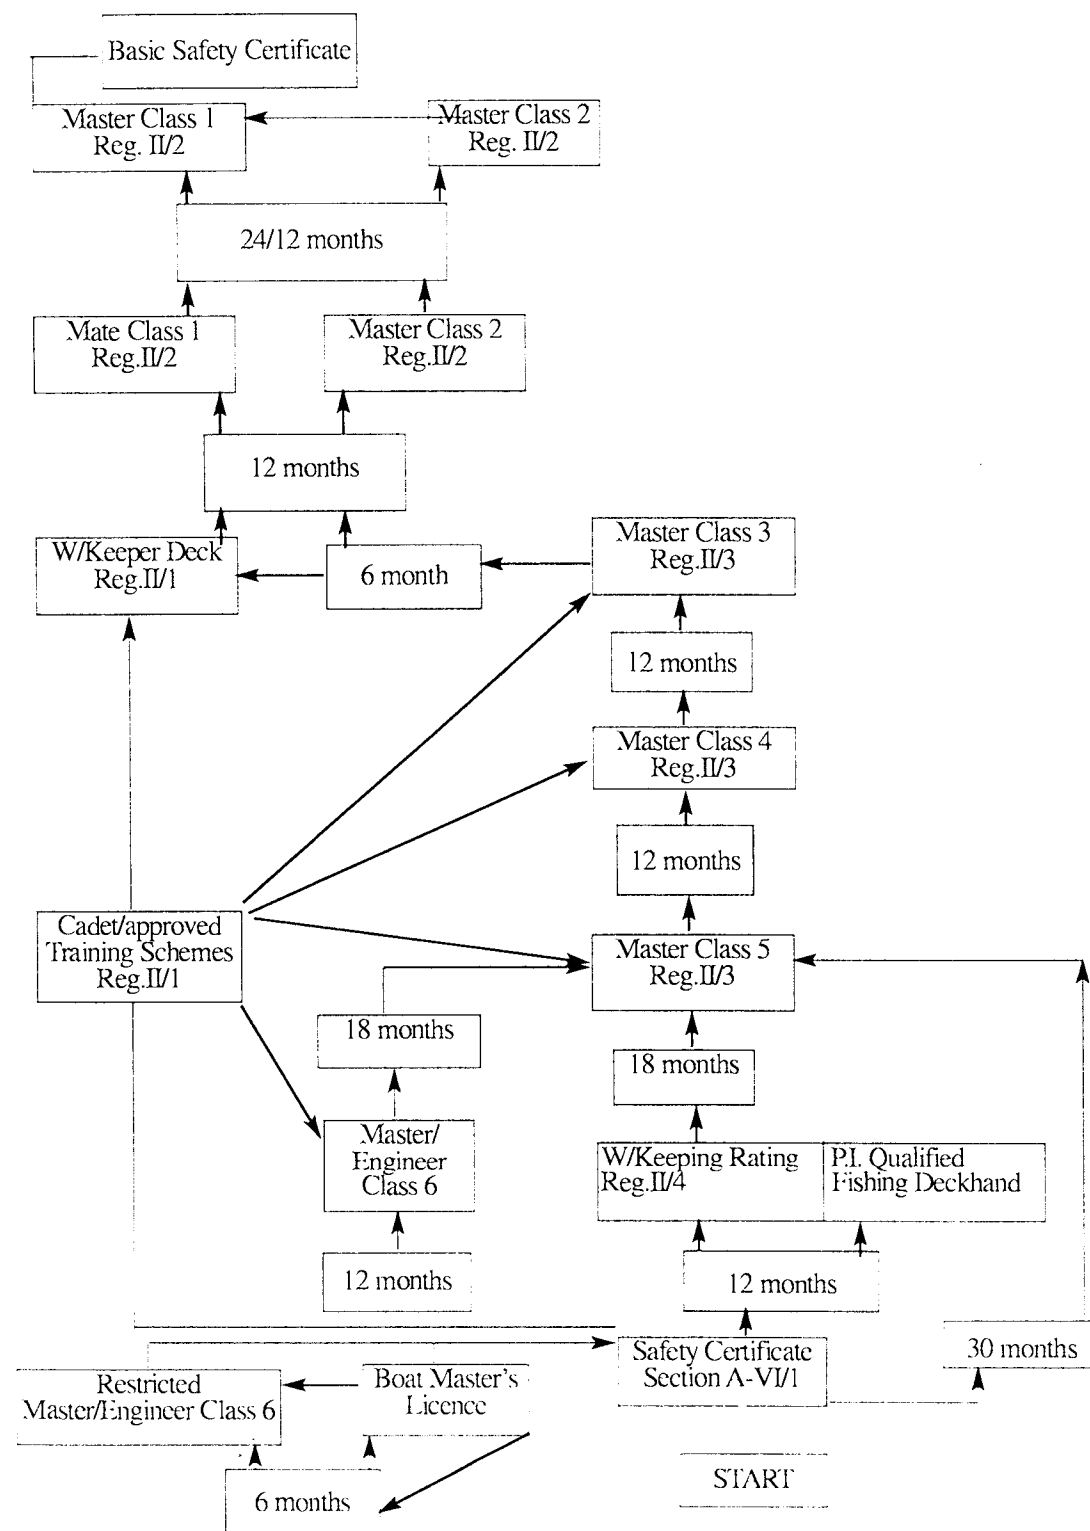 Basic Safety Certificate
Master Class 1
Reg. II/2
Master Class 2
Reg. II/2
24/12 months
Mate Class 1
Reg.II/2
Master Class 2
Reg.II/2
12 months
W/Keeper Deck
Reg.II/1
6 month
Master Class 3
Reg.II/3
12 months
Master Class 4
Reg.II/3
12 months
Cadet/approved
Training Schemes
Reg.II/1
Master Class 5
Reg.II/3
18 months
18 months
Master/
Engineer
Class 6
W/Keeping Rating
Reg.II/4
P.I. Qualified
Fishing Deckhand
12 months
12 months
Safety Certificate
Section A-VI/1
30 months
Restricted
Master/Engineer Class 6
Boat Master's
Licence
6 months
START